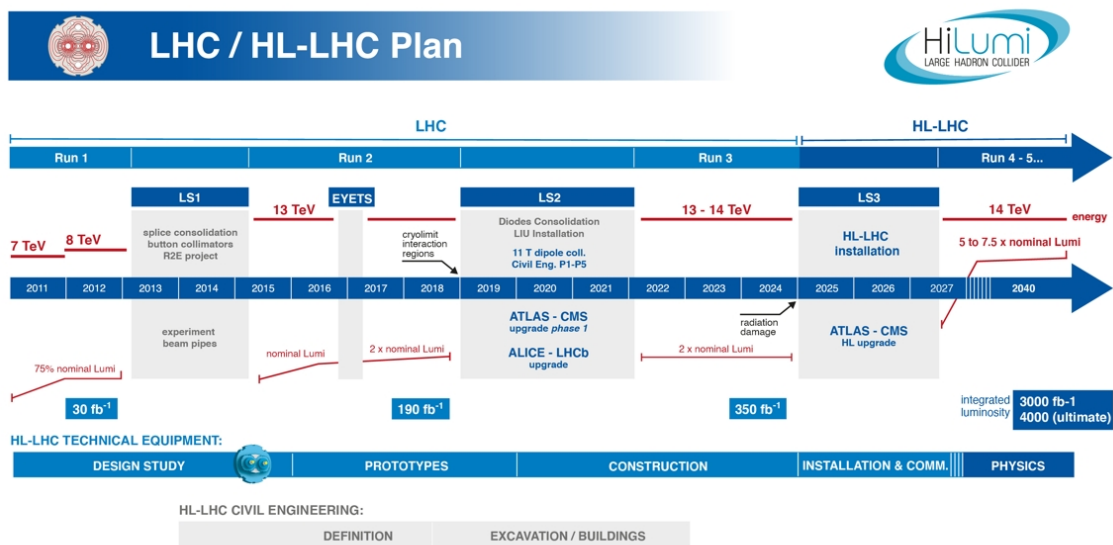 LHC / HL-LHC Plan
HiLumi
LARGE HADRON COLLIDER
LHC
HL-LHC
Run 1
Run 2
Run 3
Run 4 - 5...
LS1
EYETS
LS2
LS3
splice consolidation
button collimators
R2E project
Diodes Consolidation
LIU Installation
11 T dipole coll.
Civil Eng. P1-P5
HL-LHC
installation
7 TeV
8 TeV
13 TeV
13 - 14 TeV
14 TeV
energy
cryolimit
interaction
regions
5 to 7.5 x nominal Lumi
2011 2012 2013 2014 2015 2016 2017 2018 2019 2020 2021 2022 2023 2024 2025 2026 2027 2040
experiment
beam pipes
ATLAS - CMS
upgrade phase 1
ALICE - LHCb
upgrade
radiation
damage
ATLAS - CMS
HL upgrade
75% nominal Lumi
nominal Lumi
2 x nominal Lumi
2 x nominal Lumi
30 fb⁻¹
190 fb⁻¹
350 fb⁻¹
integrated
luminosity
3000 fb-1
4000 (ultimate)
HL-LHC TECHNICAL EQUIPMENT:
DESIGN STUDY
PROTOTYPES
CONSTRUCTION
INSTALLATION & COMM.
PHYSICS
HL-LHC CIVIL ENGINEERING:
DEFINITION
EXCAVATION / BUILDINGS